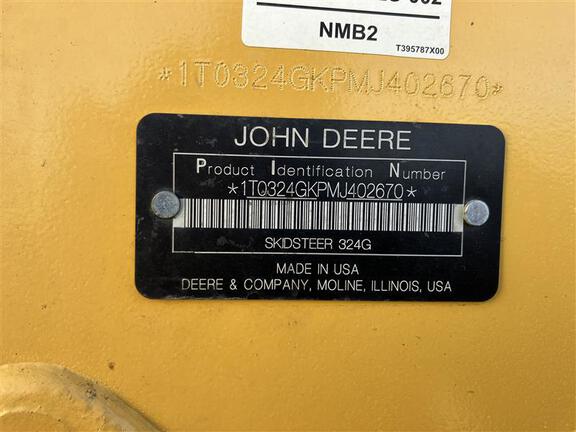 NMB2
T395787X00
*1T0324GKPMJ402670*
JOHN DEERE
Product Identification Number
*1T0324GKPMJ402670*
SKIDSTEER 324G
MADE IN USA
DEERE & COMPANY, MOLINE, ILLINOIS, USA